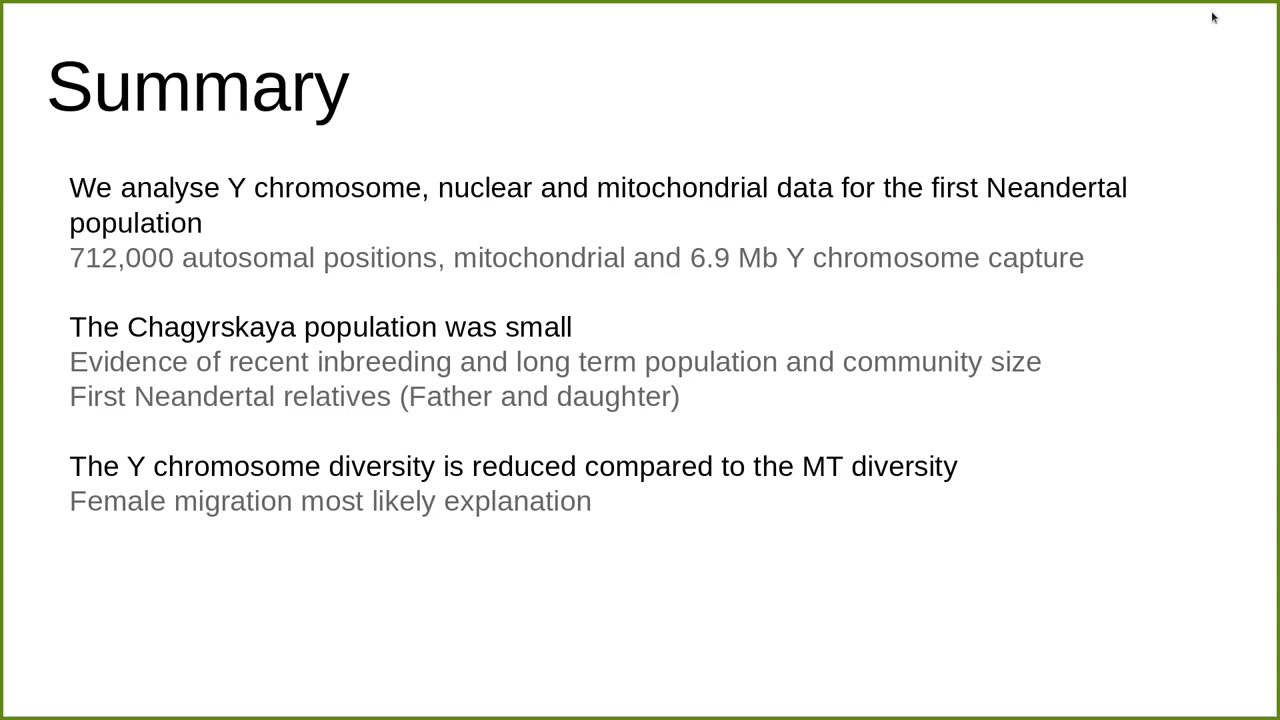 Summary
We analyse Y chromosome, nuclear and mitochondrial data for the first Neandertal
population
712,000 autosomal positions, mitochondrial and 6.9 Mb Y chromosome capture
The Chagyrskaya population was small
Evidence of recent inbreeding and long term population and community size
First Neandertal relatives (Father and daughter)
The Y chromosome diversity is reduced compared to the MT diversity
Female migration most likely explanation